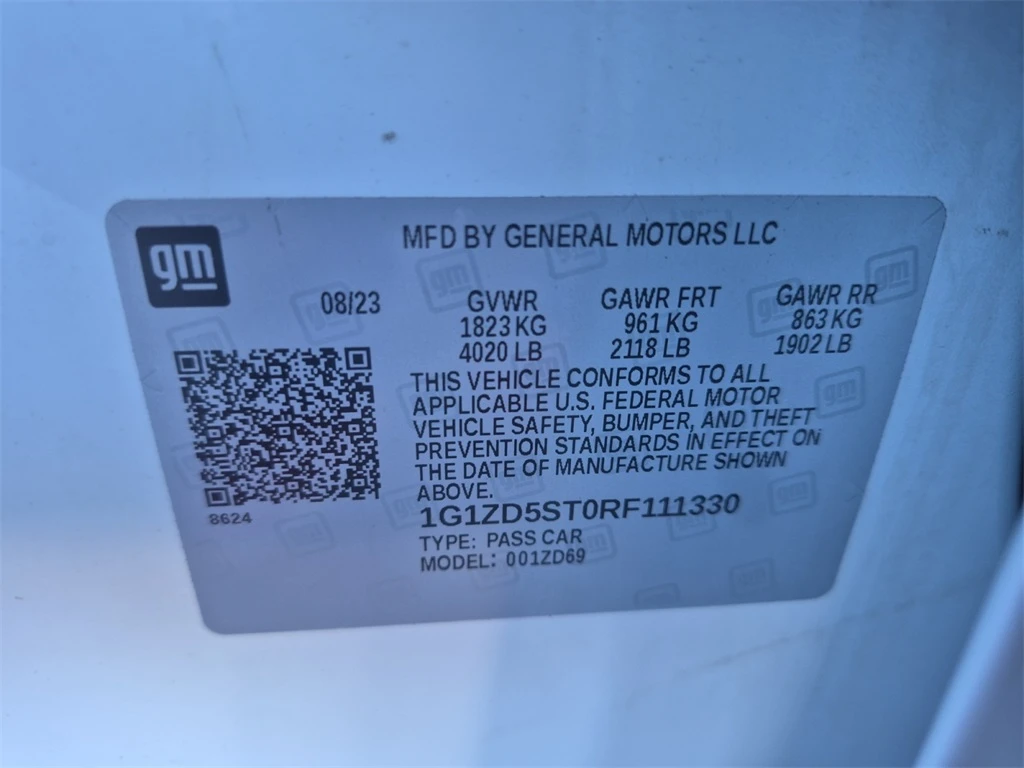 gm
MFD BY GENERAL MOTORS LLC
08/23 GVWR GAWR FRT GAWR RR
1823 KG 961 KG 863 KG
4020 LB 2118 LB 1902 LB
THIS VEHICLE CONFORMS TO ALL
APPLICABLE U.S. FEDERAL MOTOR
VEHICLE SAFETY, BUMPER, AND THEFT
PREVENTION STANDARDS IN EFFECT ON
THE DATE OF MANUFACTURE SHOWN
ABOVE.
8624
1G1ZD5ST0RF111330
TYPE: PASS CAR
MODEL: 001ZD69